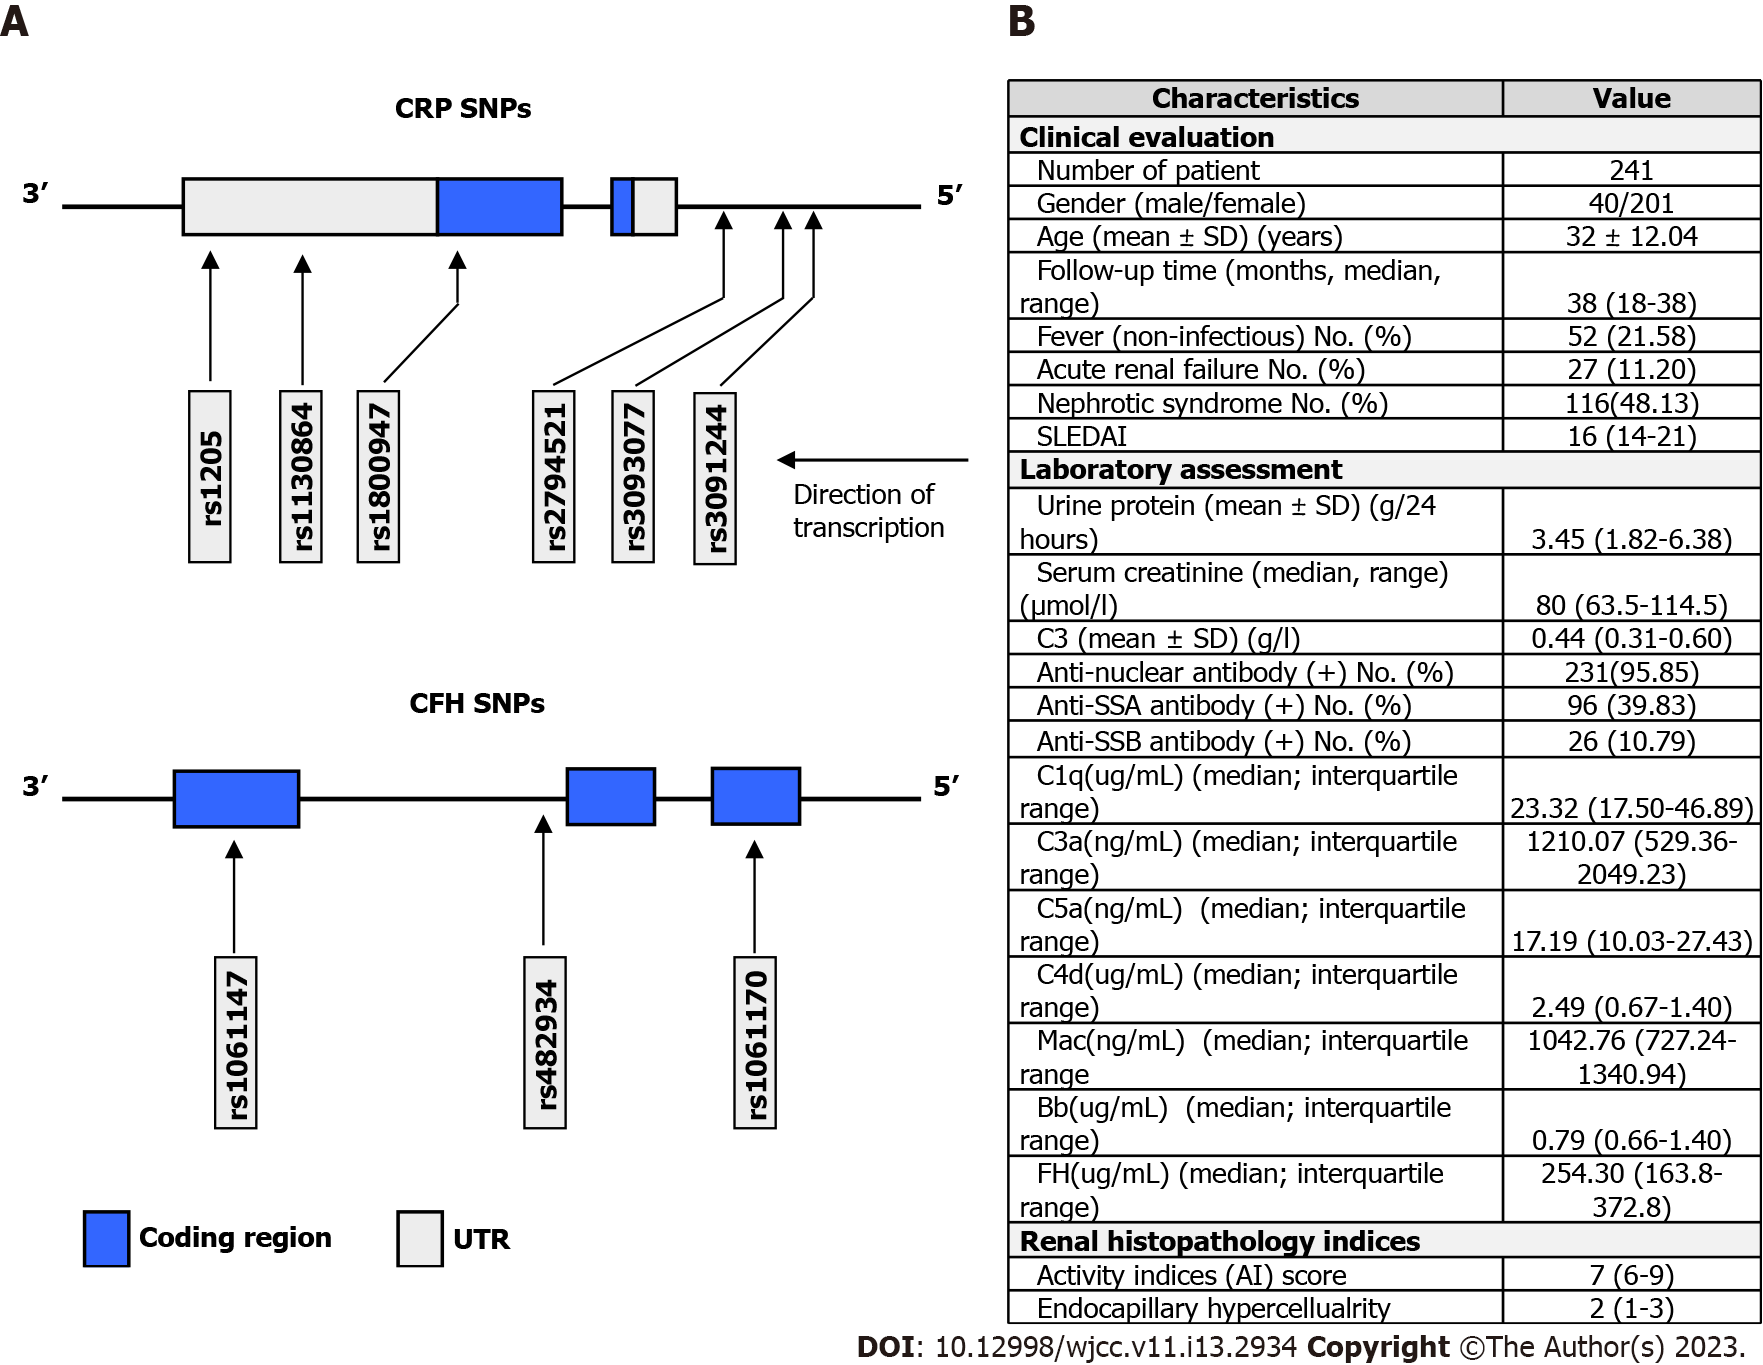 A
CRP SNPs
3′
5′
rs1205
rs1130864
rs1800947
rs2794521
rs3093077
rs3091244
Direction of
transcription
CFH SNPs
3′
5′
rs1061147
rs482934
rs1061170
Coding region
UTR
B
Characteristics Value
Clinical evaluation
Number of patient 241
Gender (male/female) 40/201
Age (mean ± SD) (years) 32 ± 12.04
Follow-up time (months, median,
range) 38 (18-38)
Fever (non-infectious) No. (%) 52 (21.58)
Acute renal failure No. (%) 27 (11.20)
Nephrotic syndrome No. (%) 116(48.13)
SLEDAI 16 (14-21)
Laboratory assessment
Urine protein (mean ± SD) (g/24
hours) 3.45 (1.82-6.38)
Serum creatinine (median, range)
(μmol/l) 80 (63.5-114.5)
C3 (mean ± SD) (g/l) 0.44 (0.31-0.60)
Anti-nuclear antibody (+) No. (%) 231(95.85)
Anti-SSA antibody (+) No. (%) 96 (39.83)
Anti-SSB antibody (+) No. (%) 26 (10.79)
C1q(ug/mL) (median; interquartile
range) 23.32 (17.50-46.89)
C3a(ng/mL) (median; interquartile 1210.07 (529.36-
range) 2049.23)
C5a(ng/mL) (median; interquartile
range) 17.19 (10.03-27.43)
C4d(ug/mL) (median; interquartile
range) 2.49 (0.67-1.40)
Mac(ng/mL) (median; interquartile 1042.76 (727.24-
range 1340.94)
Bb(ug/mL) (median; interquartile
range) 0.79 (0.66-1.40)
FH(ug/mL) (median; interquartile 254.30 (163.8-
range) 372.8)
Renal histopathology indices
Activity indices (AI) score 7 (6-9)
Endocapillary hypercellualrity 2 (1-3)
DOI: 10.12998/wjcc.v11.i13.2934 Copyright ©The Author(s) 2023.